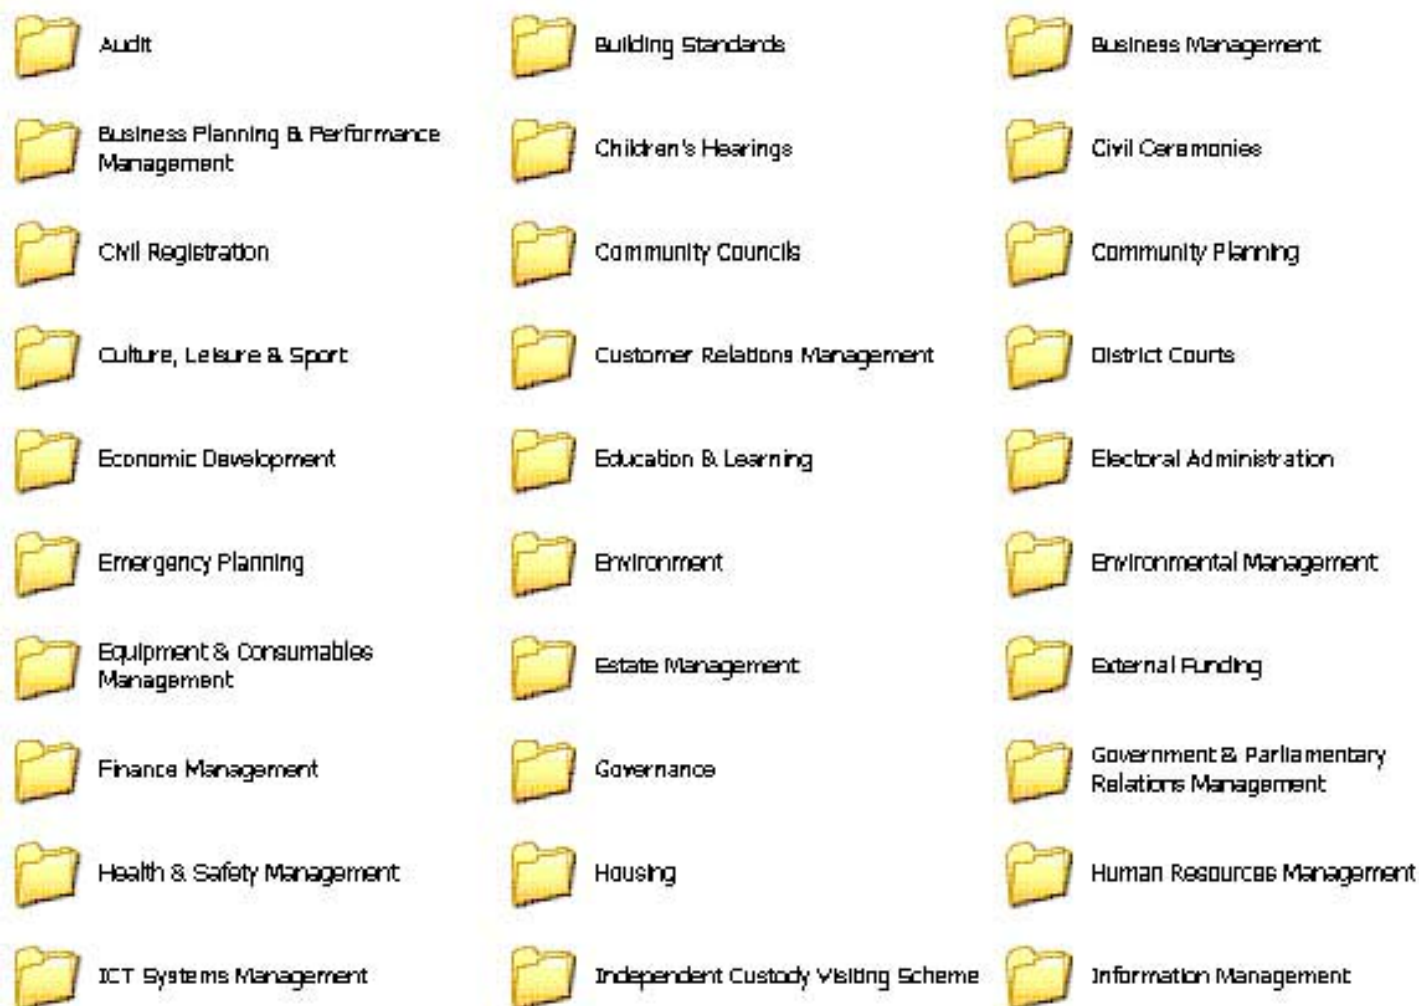 Audit
Building Standards
Business Management
Business Planning & Performance
Management
Children's Hearings
Civil Ceremonies
Civil Registration
Community Councils
Community Planning
Culture, Leisure & Sport
Customer Relations Management
District Courts
Economic Development
Education & Learning
Electoral Administration
Emergency Planning
Environment
Environmental Management
Equipment & Consumables
Management
Estate Management
External Funding
Finance Management
Governance
Government & Parliamentary
Relations Management
Health & Safety Management
Housing
Human Resources Management
ICT Systems Management
Independent Custody Visiting Scheme
Information Management